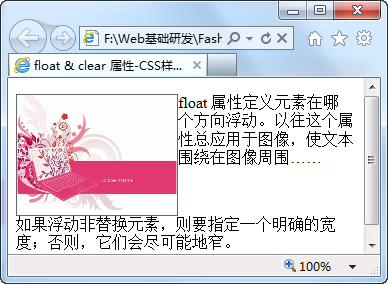 F:\Web基础研发\Fash
float & clear 属性-CSS样...
float 属性定义元素在哪
个方向浮动。以往这个属
性总应用于图像，使文本
围绕在图像周围……
如果浮动非替换元素，则要指定一个明确的宽
度；否则，它们会尽可能地窄。
100%